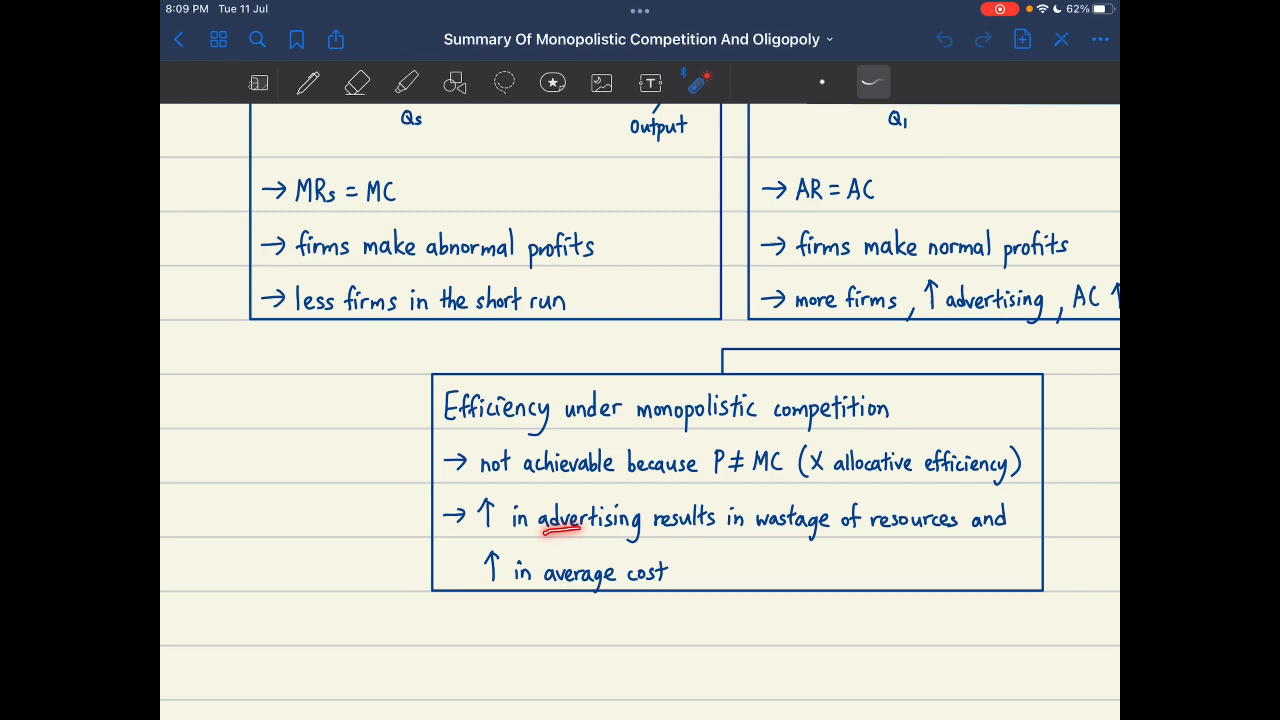 8:09 PM Tue 11 Jul
62%
Summary Of Monopolistic Competition And Oligopoly
T
Qs
output
Q1
→ MRs = MC
→ firms make abnormal profits
→ less firms in the short run
→ AR = AC
→ firms make normal profits
→ more firms, ↑ advertising, AC ↑
Efficiency under monopolistic competition
→ not achievable because P ≠ MC (X allocative efficiency)
→ ↑ in advertising results in wastage of resources and
↑ in average cost